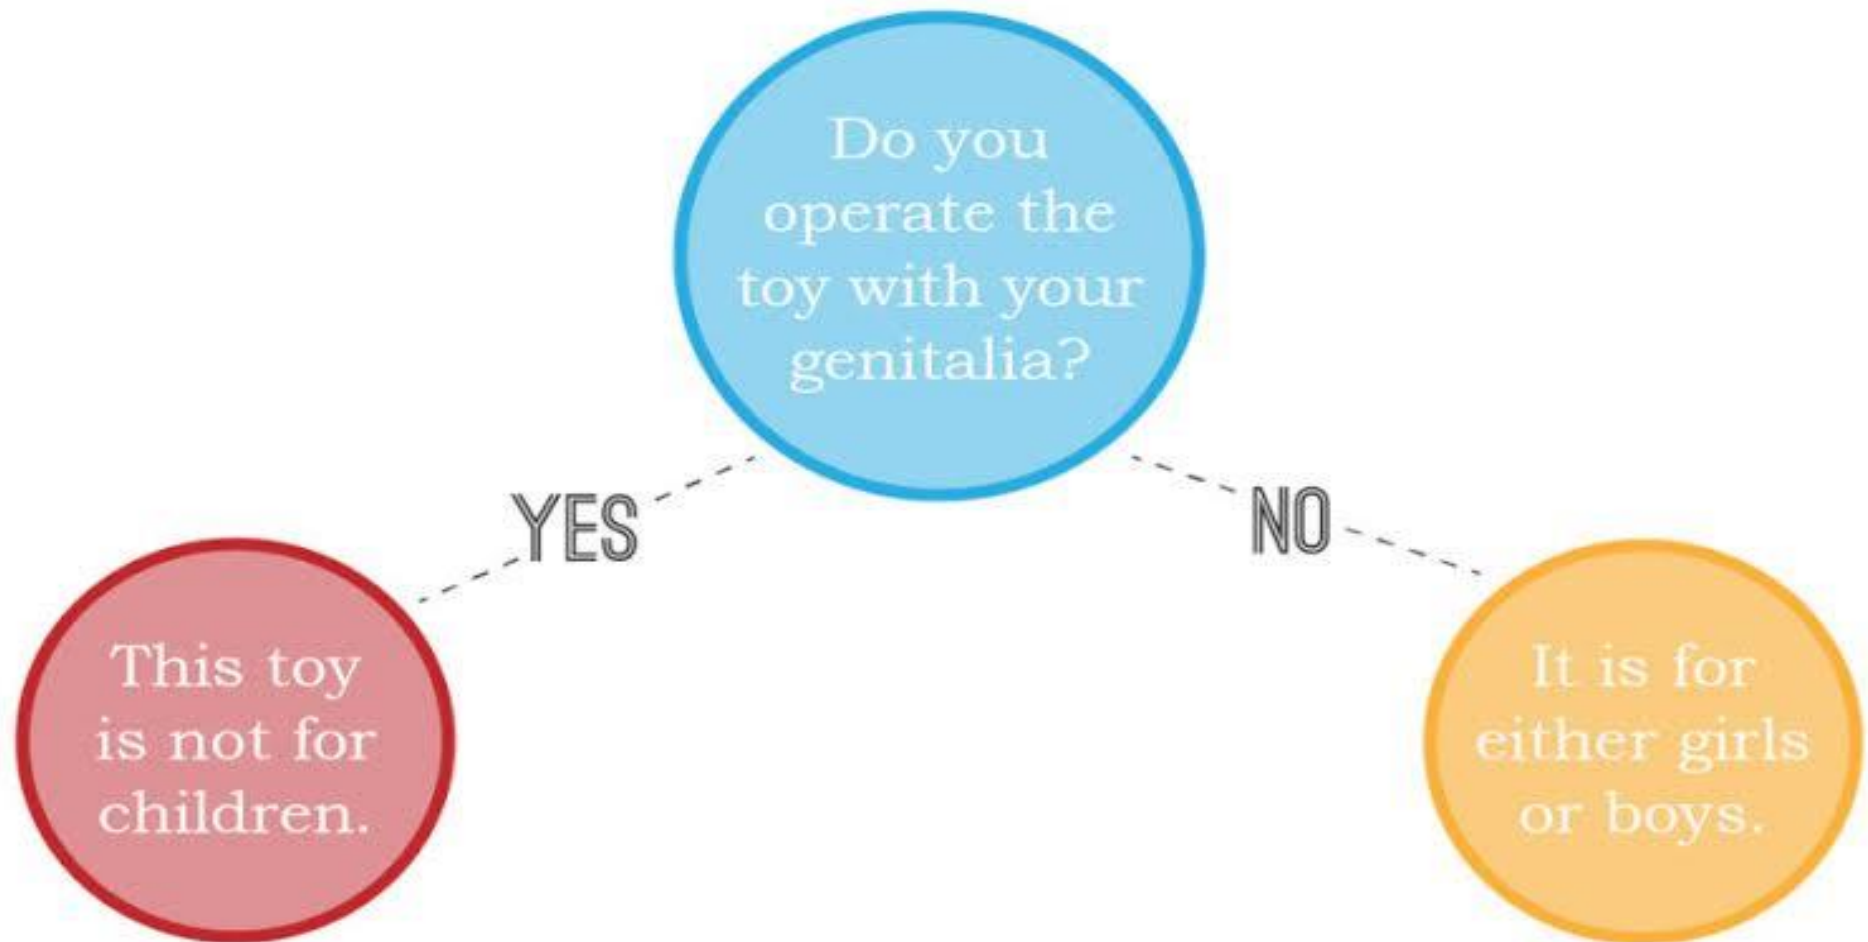 Do you
operate the
toy with your
genitalia?
YES
NO
This toy
is not for
children.
It is for
either girls
or boys.